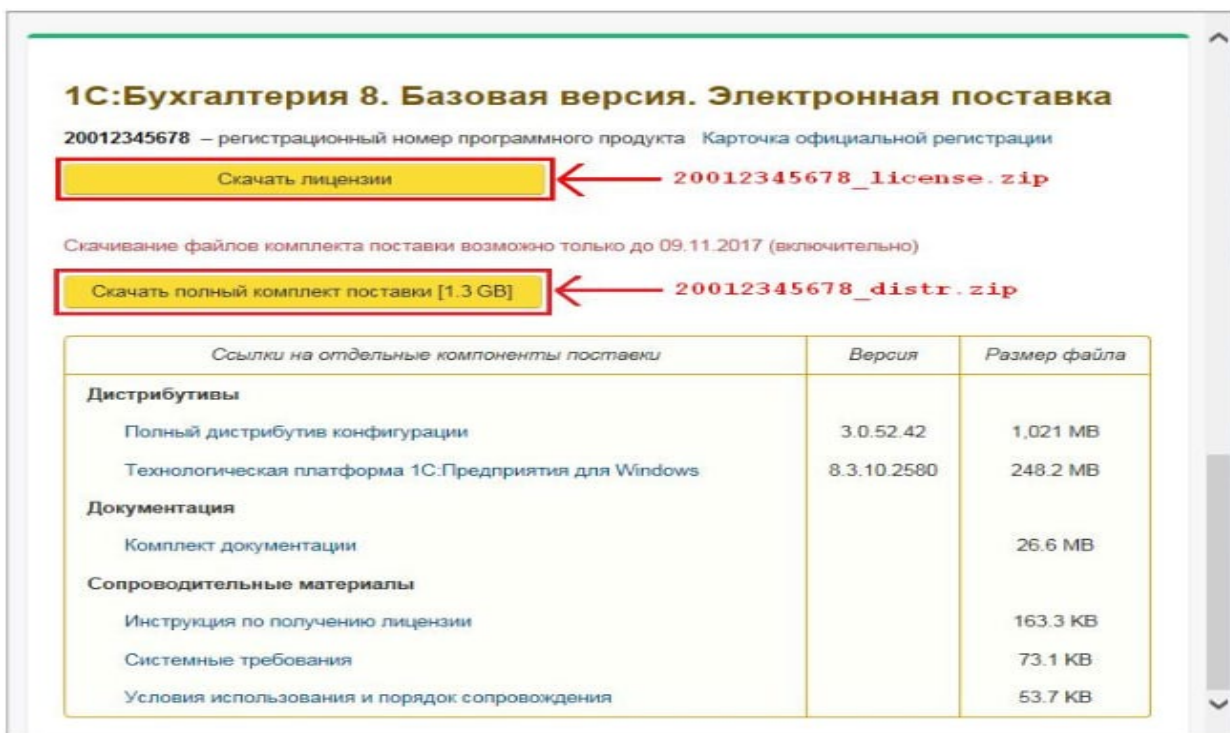 1С:Бухгалтерия 8. Базовая версия. Электронная поставка
20012345678 – регистрационный номер программного продукта Карточка официальной регистрации
Скачать лицензии 20012345678_license.zip
Скачивание файлов комплекта поставки возможно только до 09.11.2017 (включительно)
Скачать полный комплект поставки [1.3 GB] 20012345678_distr.zip
Ссылки на отдельные компоненты поставки Версия Размер файла
Дистрибутивы
Полный дистрибутив конфигурации 3.0.52.42 1,021 MB
Технологическая платформа 1С:Предприятия для Windows 8.3.10.2580 248.2 MB
Документация
Комплект документации 26.6 MB
Сопроводительные материалы
Инструкция по получению лицензии 163.3 KB
Системные требования 73.1 KB
Условия использования и порядок сопровождения 53.7 KB